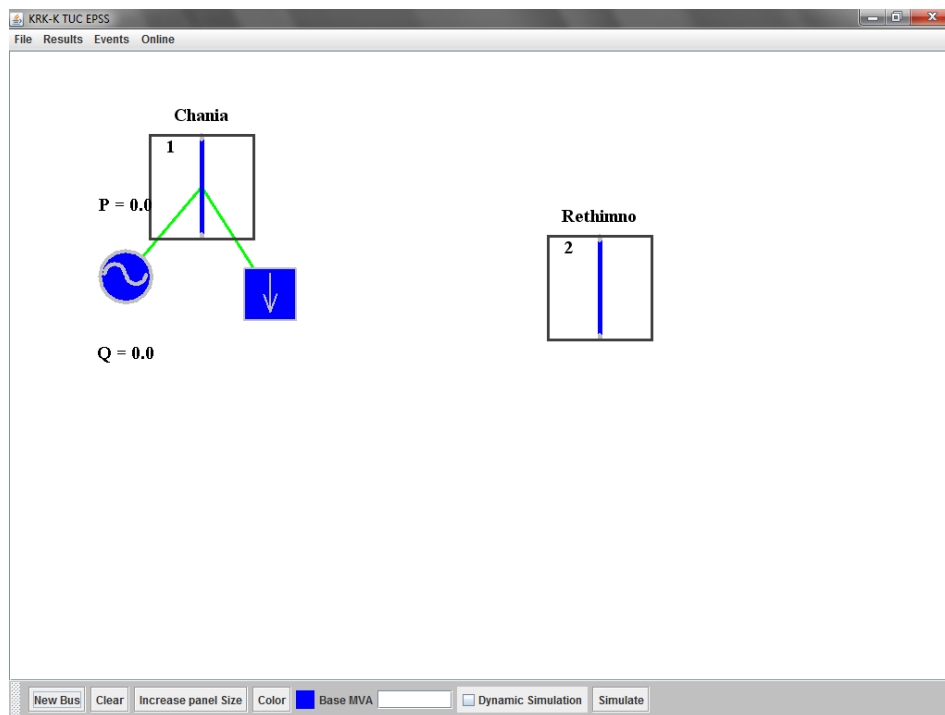 KRK-K TUC EPSS
File Results Events Online
Chania
1
P = 0.0
Rethimno
2
Q = 0.0
New Bus Clear Increase panel Size Color Base MVA Dynamic Simulation Simulate